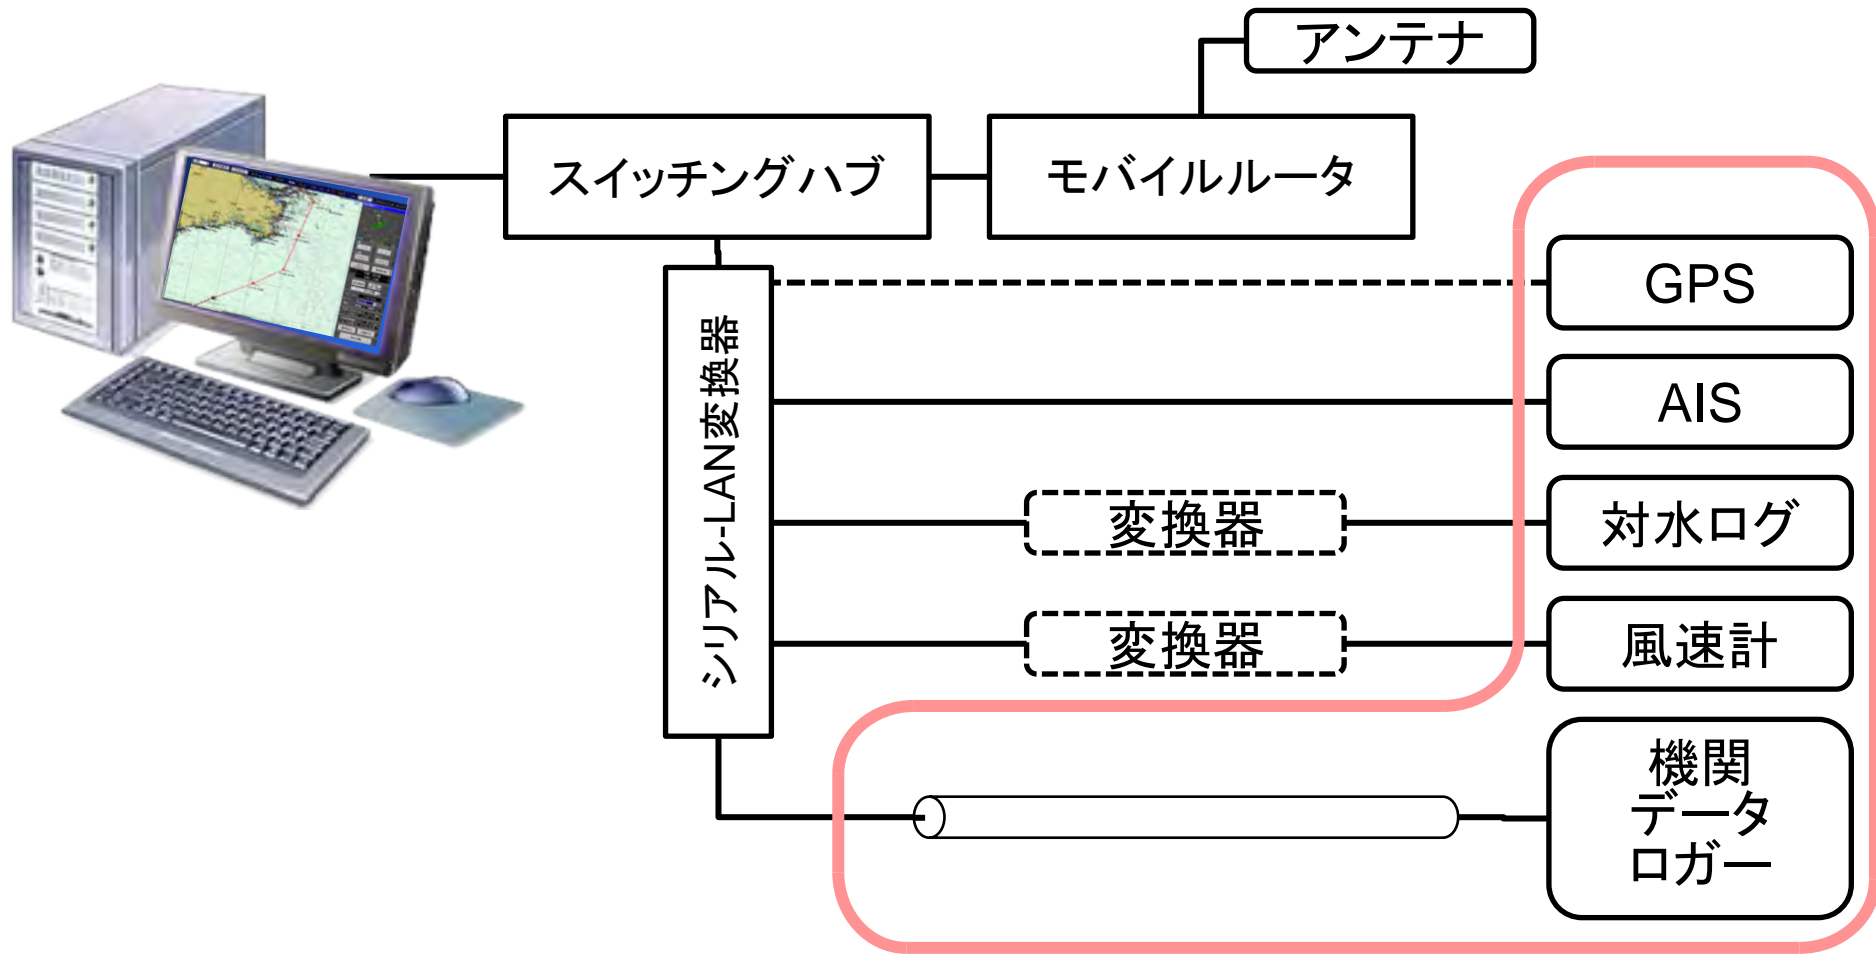 アンテナ
スイッチングハブ
モバイルルータ
シリアル-LAN変換器
GPS
AIS
変換器
対水ログ
変換器
風速計
機関
データ
ロガー